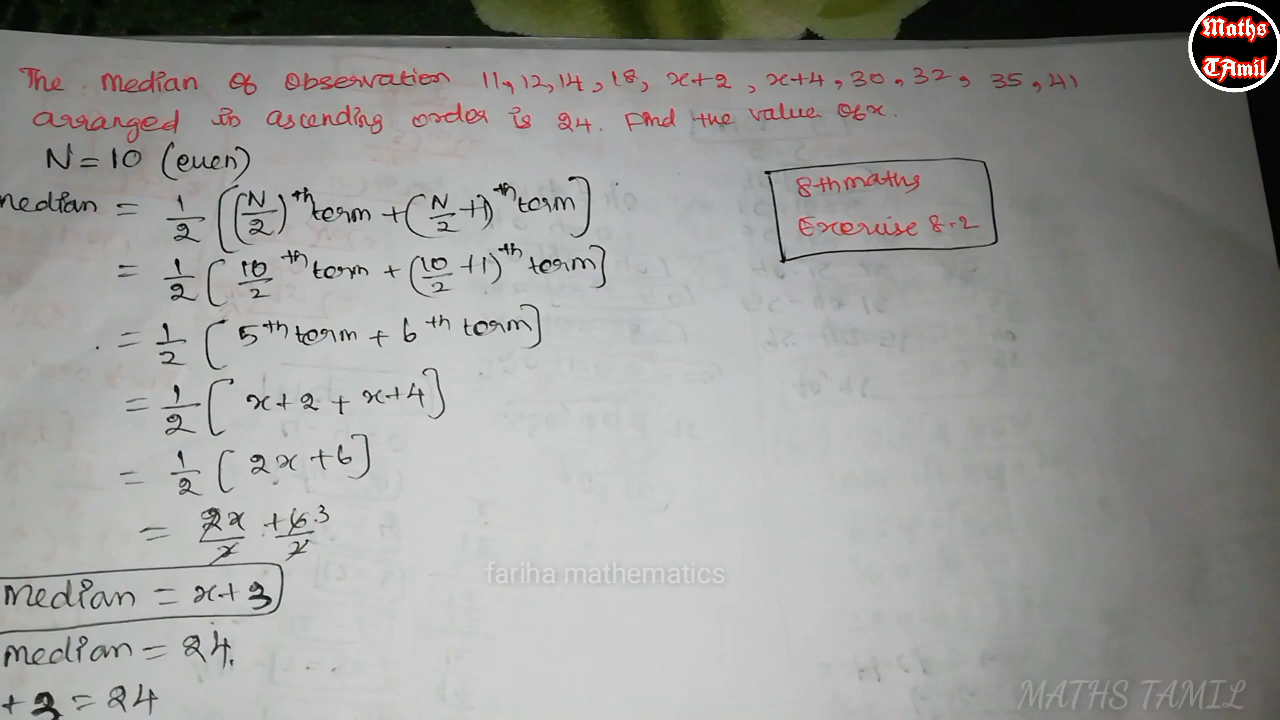 Maths
TAmil
The Median Of Observation 11, 12, 14, 18, x+2, x+4, 30, 32, 35, 41
arranged in ascending order is 24. Find the value of x.
N = 10 (even)
median = 1/2 [(N/2)th term + (N/2 + 1)th term]
8th maths
Exercise 8.2
= 1/2 [10/2 th term + (10/2 + 1)th term]
= 1/2 [5th term + 6th term]
= 1/2 [x+2 + x+4]
= 1/2 [2x + 6]
= 2x/2 + 6/2 3
fariha mathematics
median = x+3
median = 24.
+ 3 = 24
MATHS TAMIL